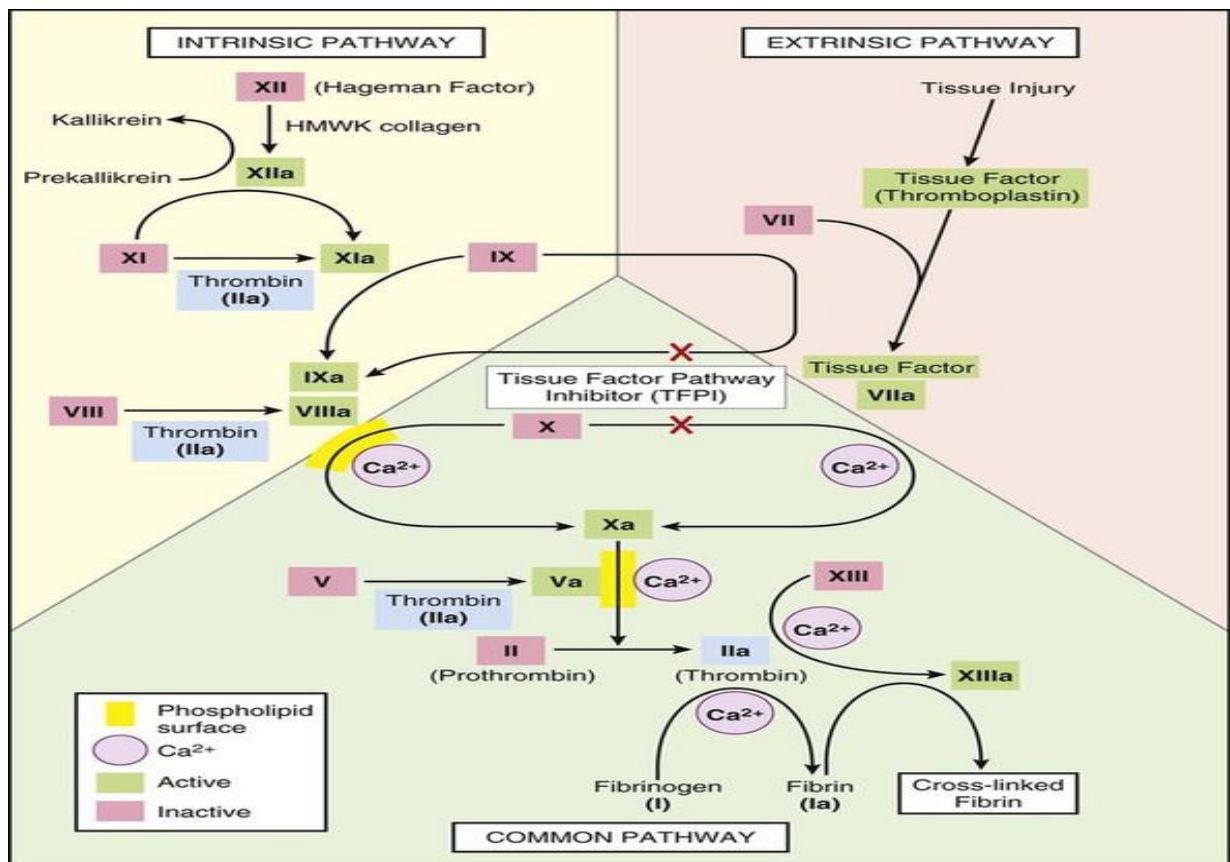 INTRINSIC PATHWAY
XII (Hageman Factor)
HMWK collagen
Kallikrein
Prekallikrein
XIIa
XI
XIa
Thrombin
(IIa)
IX
IXa
VIII
VIIIa
Thrombin
(IIa)
EXTRINSIC PATHWAY
Tissue Injury
Tissue Factor
(Thromboplastin)
VII
Tissue Factor
VIIa
Tissue Factor Pathway
Inhibitor (TFPI)
X
Ca2+
Ca2+
Xa
V
Va
Ca2+
Thrombin
(IIa)
XIII
Ca2+
II
(Prothrombin)
IIa
(Thrombin)
XIIIa
Ca2+
Fibrinogen
(I)
Fibrin
(Ia)
Cross-linked
Fibrin
Phospholipid
surface
Ca2+
Active
Inactive
COMMON PATHWAY